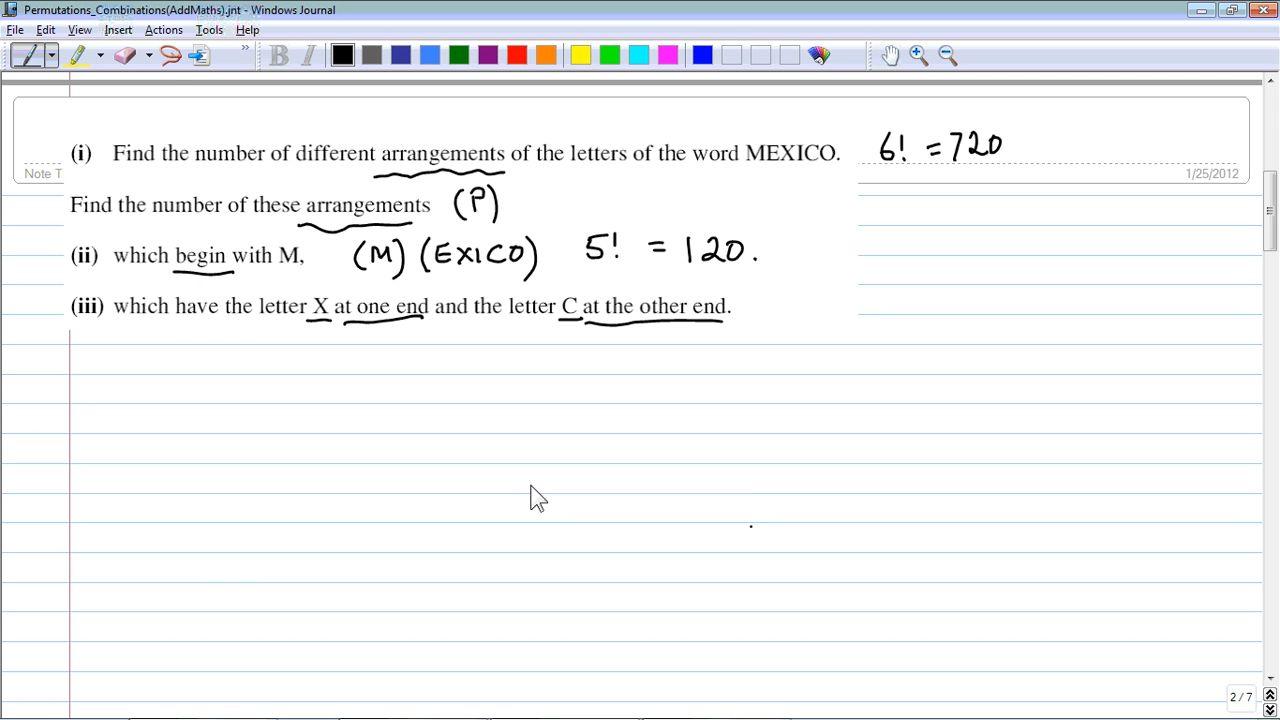 Permutations_Combinations(AddMaths).jnt - Windows Journal
File Edit View Insert Actions Tools Help
B I
(i) Find the number of different arrangements of the letters of the word MEXICO. 6! = 720
Note T 1/25/2012
Find the number of these arrangements (P)
(ii) which begin with M, (M) (EXICO) 5! = 120.
(iii) which have the letter X at one end and the letter C at the other end.
2 / 7